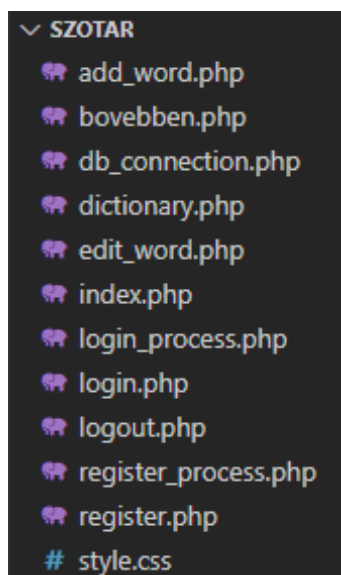 SZOTAR
add_word.php
bovebben.php
db_connection.php
dictionary.php
edit_word.php
index.php
login_process.php
login.php
logout.php
register_process.php
register.php
# style.css